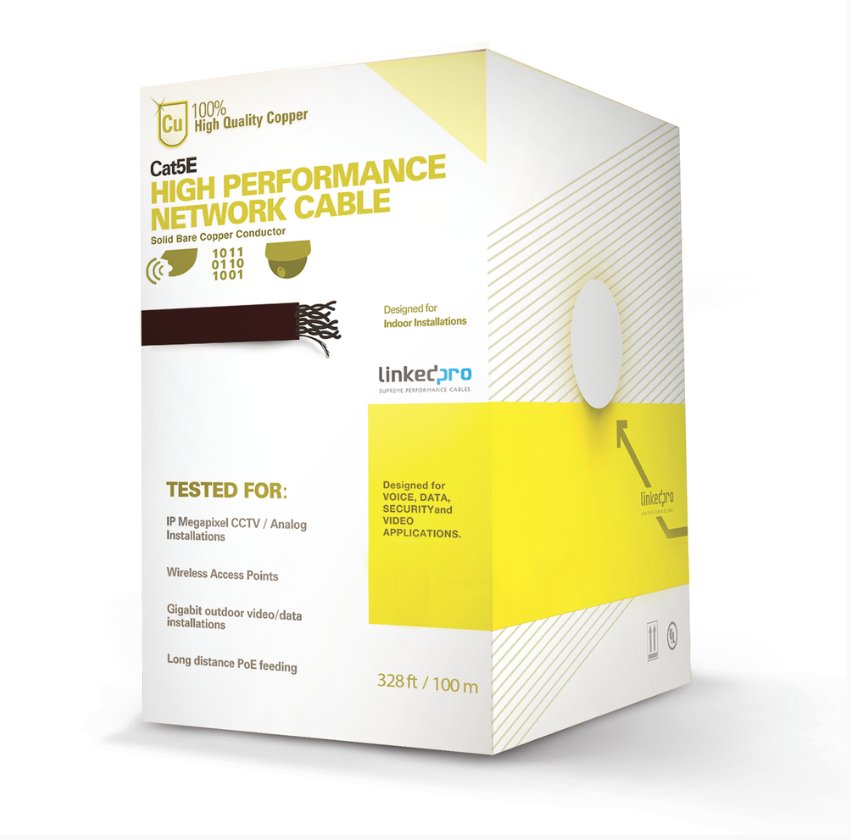 Cu
100%
High Quality Copper
Cat5E
HIGH PERFORMANCE
NETWORK CABLE
Solid Bare Copper Conductor
1011
0110
1001
Designed for
Indoor Installations
linkedpro
SUPREME PERFORMANCE CABLES
TESTED FOR:
IP Megapixel CCTV / Analog
Installations
Wireless Access Points
Gigabit outdoor video/data
installations
Long distance PoE feeding
Designed for
VOICE, DATA,
SECURITYand
VIDEO
APPLICATIONS.
328 ft / 100 m
linkedpro
UL